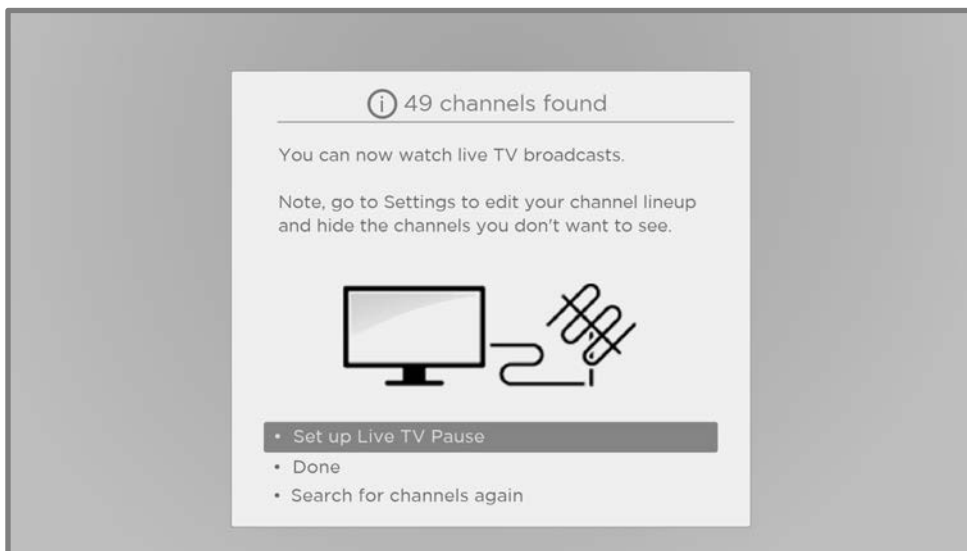 49 channels found
You can now watch live TV broadcasts.
Note, go to Settings to edit your channel lineup
and hide the channels you don't want to see.
• Set up Live TV Pause
• Done
• Search for channels again